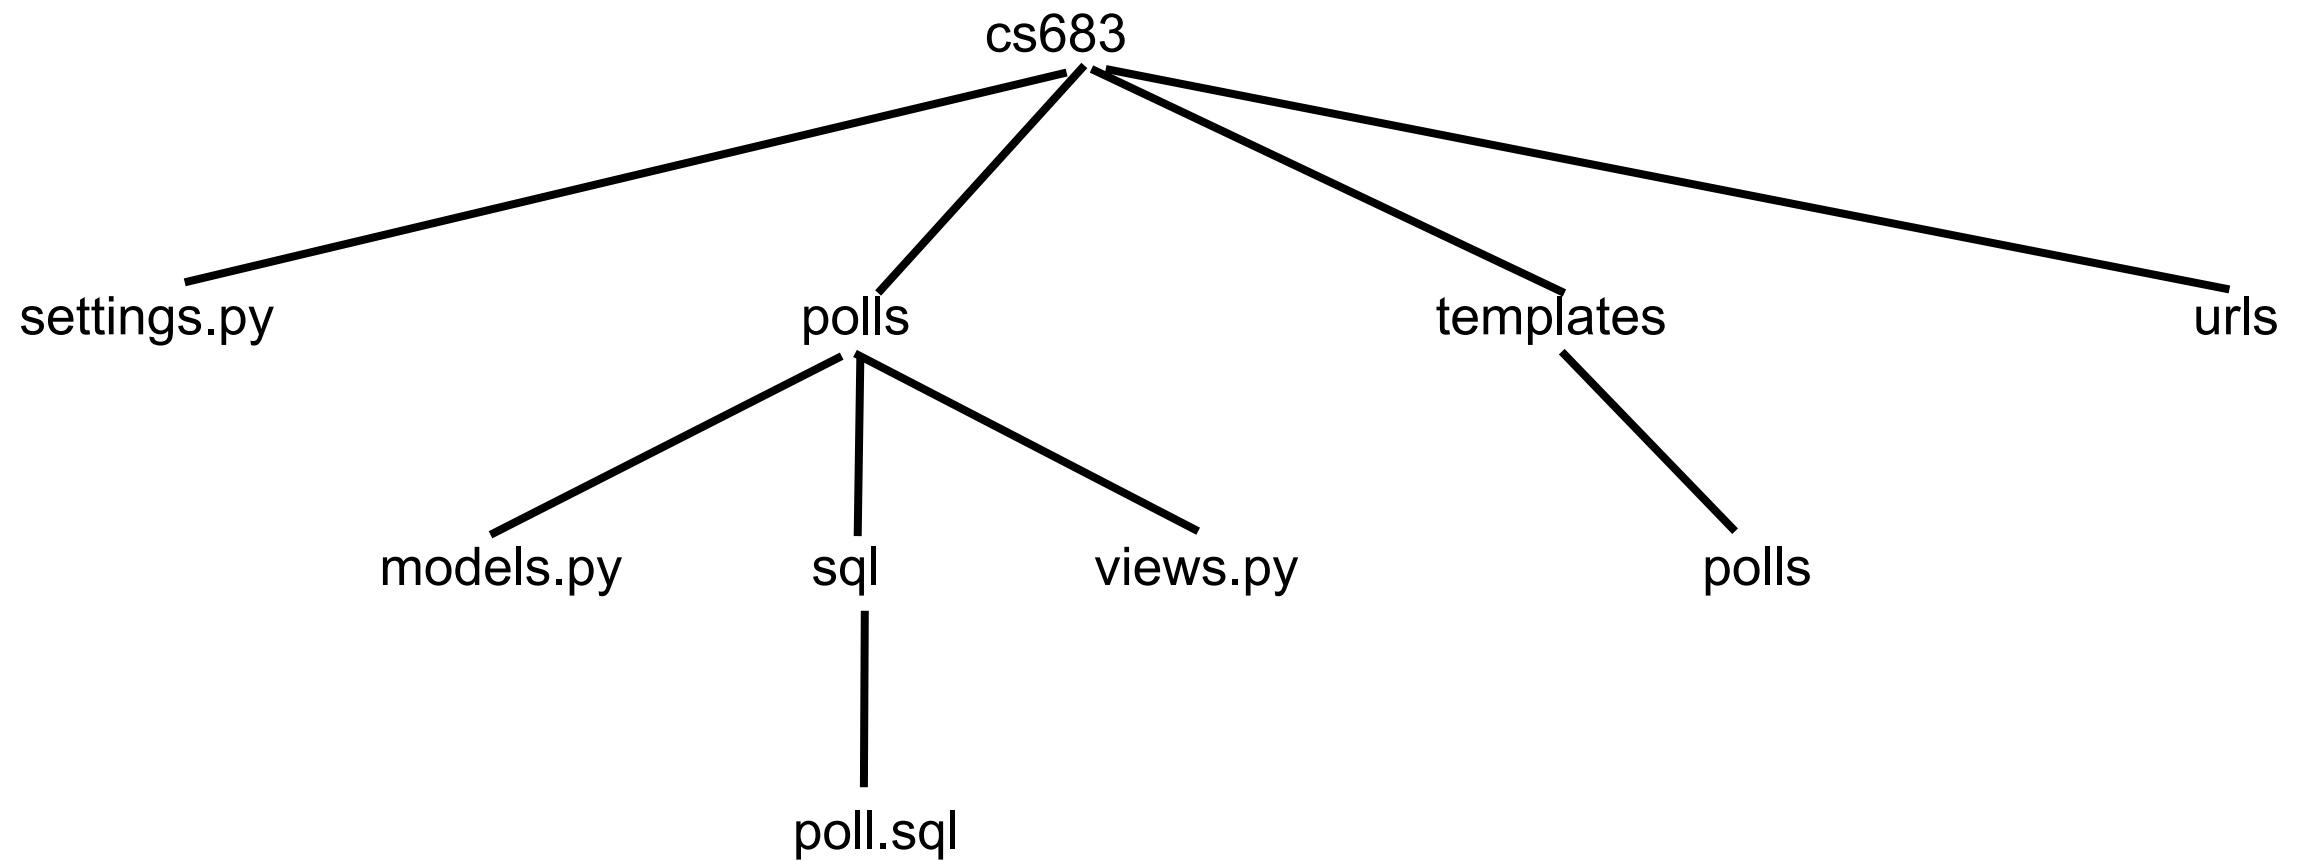 cs683
settings.py
polls
templates
urls
models.py
sql
views.py
polls
poll.sql